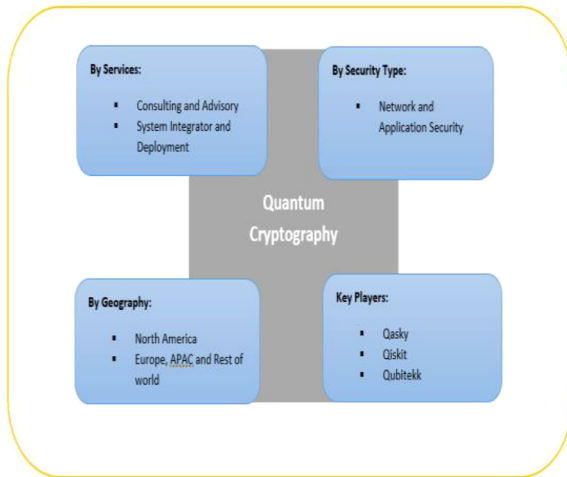 By Services:
▪ Consulting and Advisory
▪ System Integrator and
Deployment
By Security Type:
▪ Network and
Application Security
Quantum
Cryptography
By Geography:
▪ North America
▪ Europe, APAC and Rest of
world
Key Players:
▪ Qasky
▪ Qiskit
▪ Qubitekk